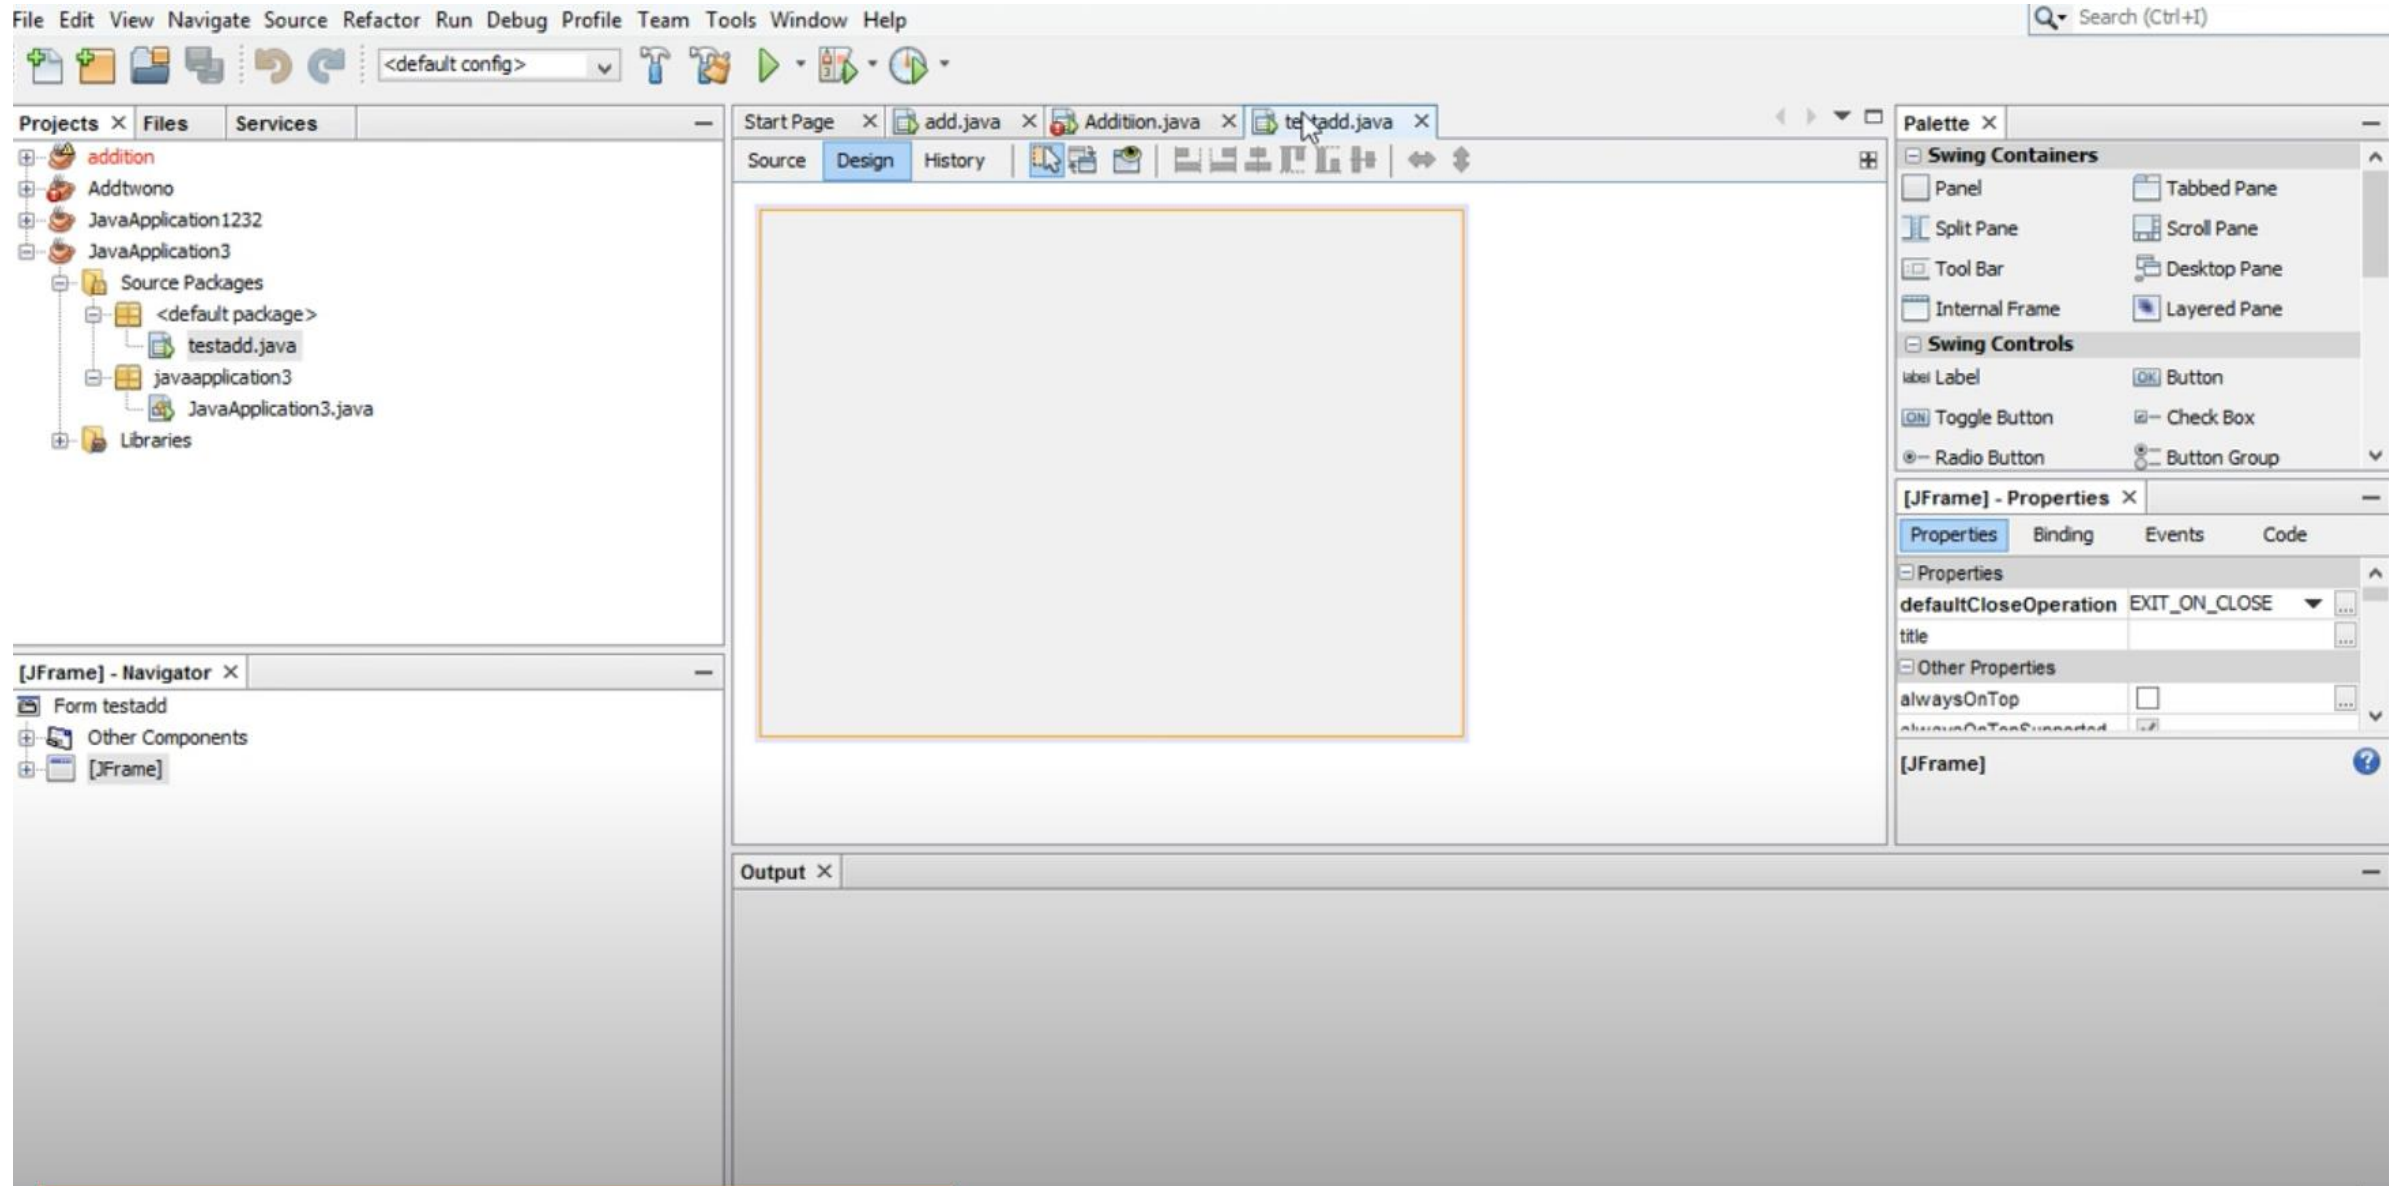 File Edit View Navigate Source Refactor Run Debug Profile Team Tools Window Help
Search (Ctrl+I)
<default config>
Projects Files Services
addition
Addtwono
JavaApplication1232
JavaApplication3
Source Packages
<default package>
testadd.java
javaapplication3
JavaApplication3.java
Libraries
[JFrame] - Navigator
Form testadd
Other Components
[JFrame]
Start Page add.java Addition.java testadd.java
Source Design History
Output
Palette
Swing Containers
Panel Tabbed Pane
Split Pane Scroll Pane
Tool Bar Desktop Pane
Internal Frame Layered Pane
Swing Controls
label Label OK Button
ON Toggle Button Check Box
Radio Button Button Group
[JFrame] - Properties
Properties Binding Events Code
Properties
defaultCloseOperation EXIT_ON_CLOSE
title
Other Properties
alwaysOnTop
alwaysOnTopSupported
[JFrame]